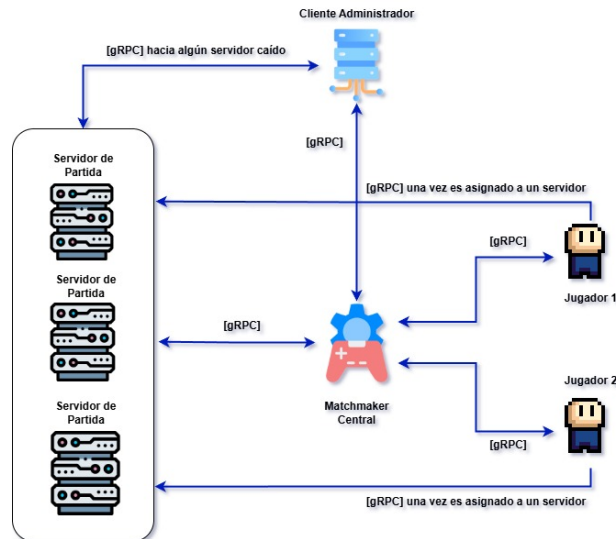 Cliente Administrador
[gRPC] hacia algún servidor caído
[gRPC]
Servidor de
Partida
[gRPC] una vez es asignado a un servidor
[gRPC]
Jugador 1
Servidor de
Partida
[gRPC]
Jugador 2
Servidor de
Partida
Matchmaker
Central
[gRPC]
[gRPC] una vez es asignado a un servidor